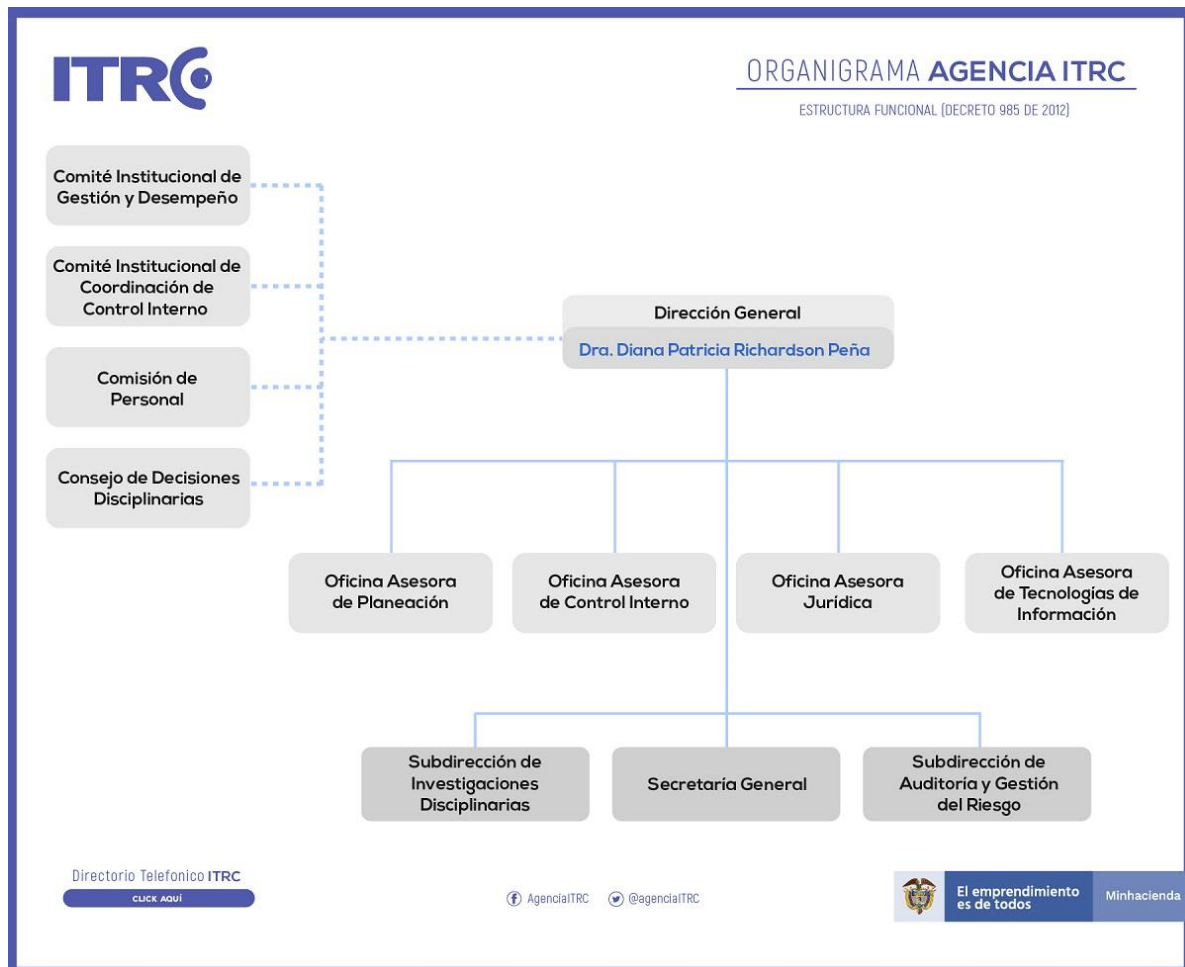 ITRC
ORGANIGRAMA AGENCIA ITRC
ESTRUCTURA FUNCIONAL (DECRETO 985 DE 2012)
Comité Institucional de
Gestión y Desempeño
Comité Institucional de
Coordinación de
Control Interno
Comisión de
Personal
Consejo de Decisiones
Disciplinarias
Dirección General
Dra. Diana Patricia Richardson Peña
Oficina Asesora
de Planeación
Oficina Asesora
de Control Interno
Oficina Asesora
Jurídica
Oficina Asesora
de Tecnologías de
Información
Subdirección de
Investigaciones
Disciplinarias
Secretaría General
Subdirección de
Auditoría y Gestión
del Riesgo
Directorio Telefonico ITRC
CLICK AQUÍ
AgenciaITRC
@agenciaITRC
El emprendimiento
es de todos
Minhacienda